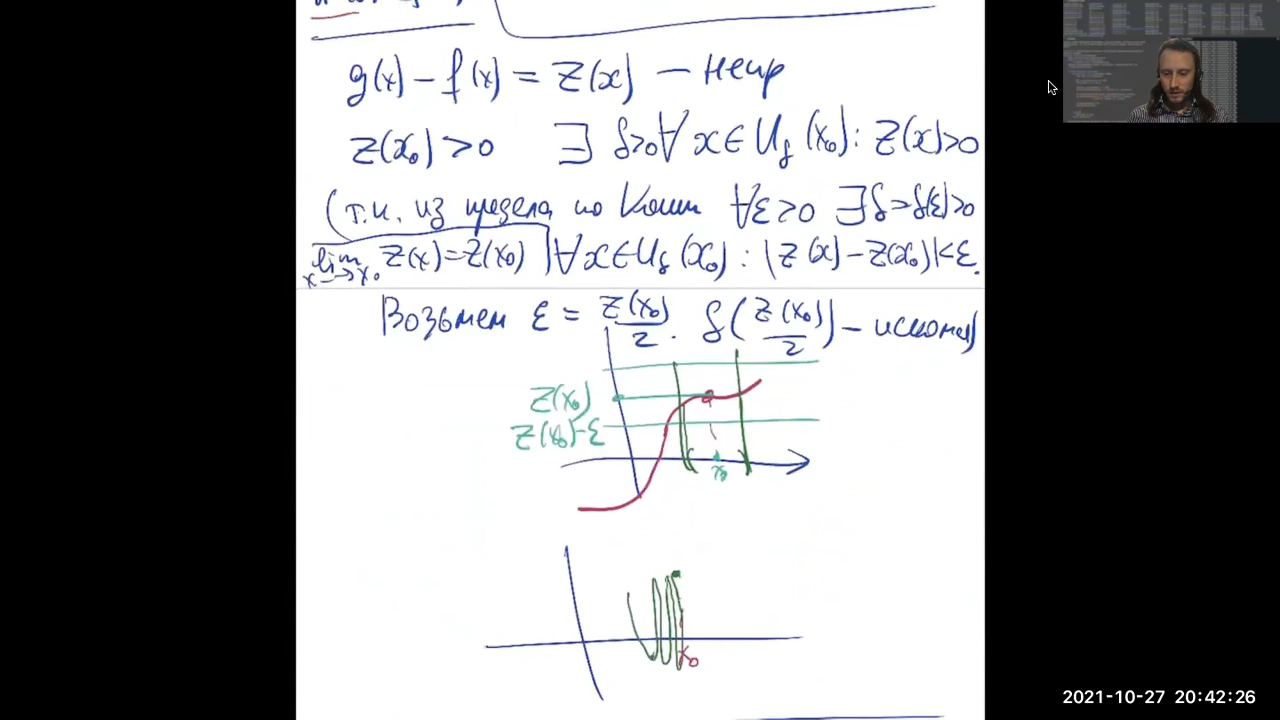 g(x) – f(x) = z(x) – непр
z(x₀) > 0 ∃ δ>0 ∀ x ∈ U_δ(x₀): z(x)>0
(т.к. из предела по Коши ∀ε>0 ∃δ=δ(ε)>0
lim x→x₀ z(x)=z(x₀) ∀x∈U_δ(x₀): |z(x)–z(x₀)|<ε.
Возьмем ε = z(x₀)/2. δ(z(x₀)/2) – искомая)
z(x₀)
z(x₀)-ε
x₀
x₀
2021-10-27 20:42:26